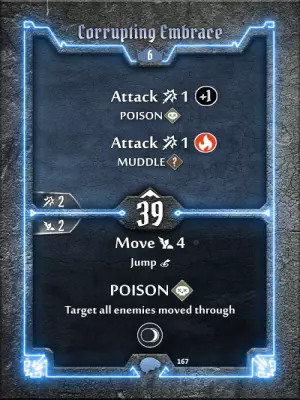 Corrupting Embrace
6
Attack 1 +1
POISON
Attack 1
MUDDLE ?
2
39
2
Move 4
Jump
POISON
Target all enemies moved through
167